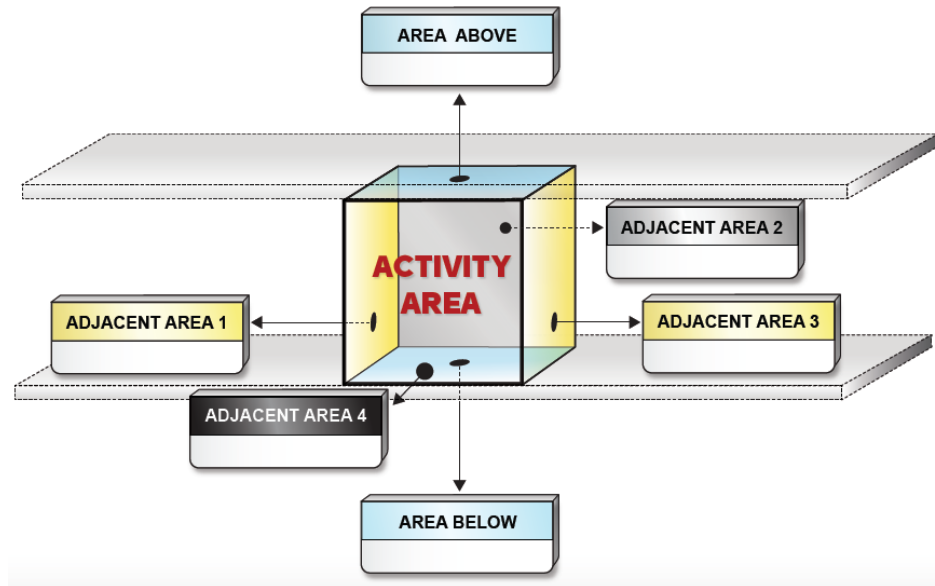 AREA ABOVE
ADJACENT AREA 2
ACTIVITY
AREA
ADJACENT AREA 1
ADJACENT AREA 3
ADJACENT AREA 4
AREA BELOW